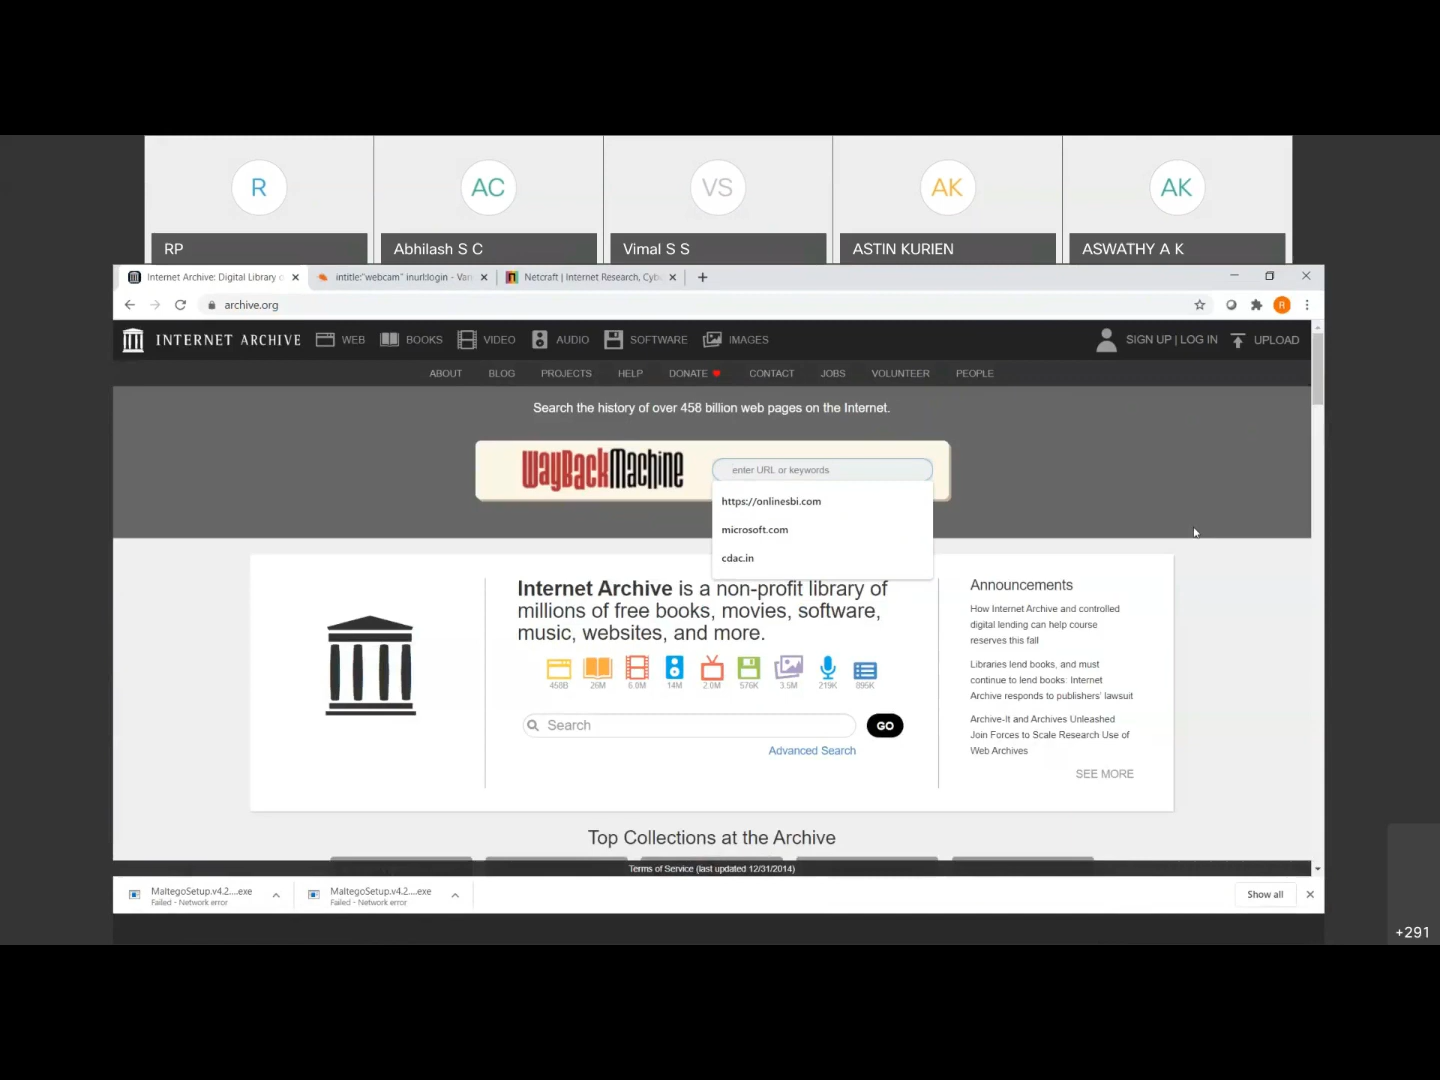 R
AC
VS
AK
AK
RP
Abhilash S C
Vimal S S
ASTIN KURIEN
ASWATHY A K
Internet Archive: Digital Library
intitle:"webcam" inurl:login - Var
Netcraft | Internet Research, Cyb
archive.org
R
INTERNET ARCHIVE
WEB
BOOKS
VIDEO
AUDIO
SOFTWARE
IMAGES
SIGN UP | LOG IN
UPLOAD
ABOUT
BLOG
PROJECTS
HELP
DONATE
CONTACT
JOBS
VOLUNTEER
PEOPLE
Search the history of over 458 billion web pages on the Internet.
WayBackMachine
enter URL or keywords
https://onlinesbi.com
microsoft.com
cdac.in
Internet Archive is a non-profit library of
millions of free books, movies, software,
music, websites, and more.
458B
26M
6.0M
14M
2.0M
576K
3.5M
219K
895K
Search
GO
Advanced Search
Announcements
How Internet Archive and controlled
digital lending can help course
reserves this fall
Libraries lend books, and must
continue to lend books: Internet
Archive responds to publishers' lawsuit
Archive-It and Archives Unleashed
Join Forces to Scale Research Use of
Web Archives
SEE MORE
Top Collections at the Archive
Terms of Service (last updated 12/31/2014)
MaltegoSetup.v4.2....exe
Failed - Network error
MaltegoSetup.v4.2....exe
Failed - Network error
Show all
+291